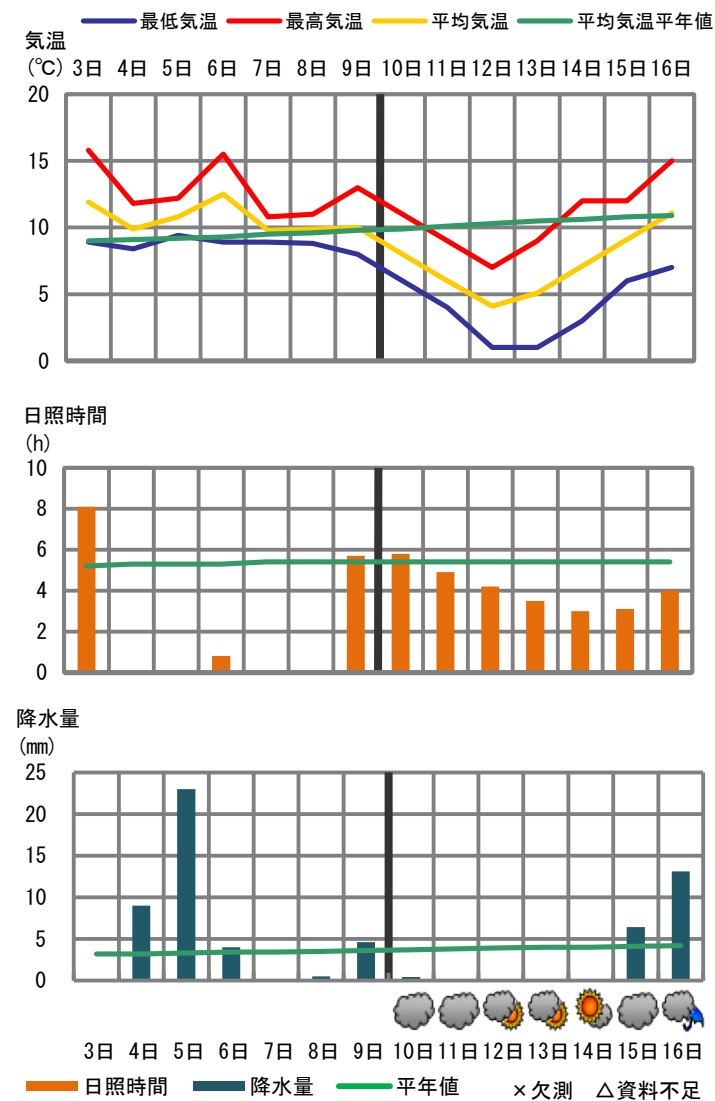 最低気温 最高気温 平均気温 平均気温平年値
気温
(℃) 3日 4日 5日 6日 7日 8日 9日 10日 11日 12日 13日 14日 15日 16日
20
15
10
5
0
日照時間
(h)
10
8
6
4
2
0
降水量
(㎜)
25
20
15
10
5
0
3日 4日 5日 6日 7日 8日 9日 10日 11日 12日 13日 14日 15日 16日
日照時間 降水量 平年値 ×欠測 △資料不足